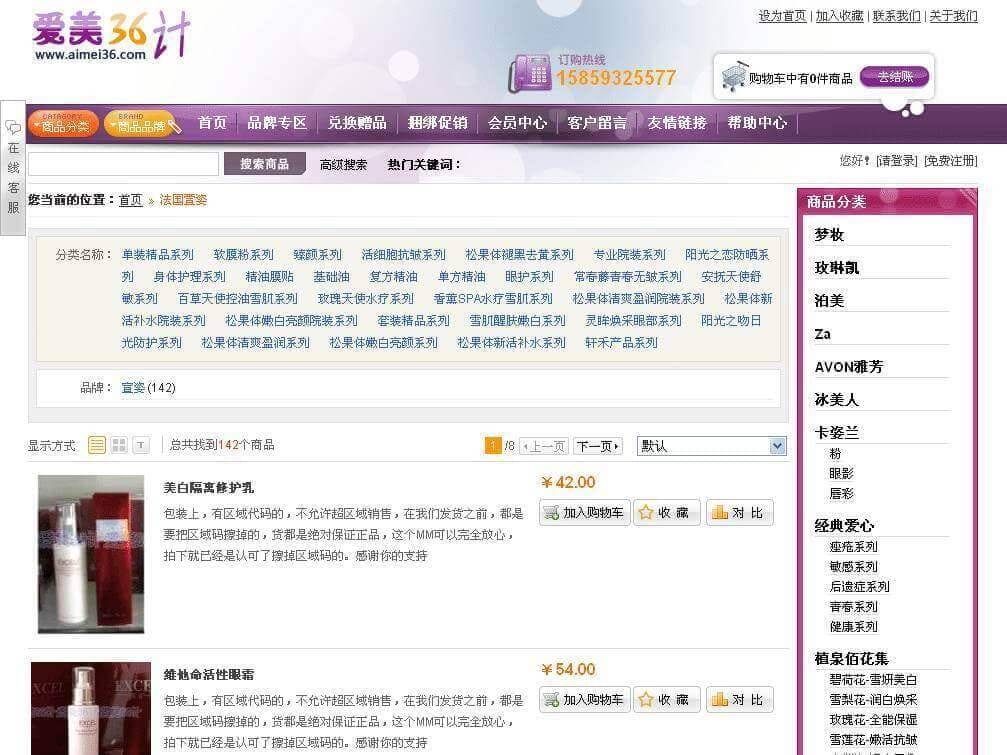 设为首页 | 加入收藏 | 联系我们 | 关于我们
爱美36计
www.aimei36.com
订购热线
15859325577
购物车中有0件商品
去结账
CATAGORY
商品分类
BRAND
商品品牌
首页 品牌专区 兑换赠品 捆绑促销 会员中心 客户留言 友情链接 帮助中心
在线客服
搜索商品 高级搜索 热门关键词：
您好! [请登录] [免费注册]
您当前的位置：首页 » 法国宣姿
分类名称： 单装精品系列 软膜粉系列 臻颜系列 活细胞抗皱系列 松果体褪黑去黄系列 专业院装系列 阳光之恋防晒系
列 身体护理系列 精油膜贴 基础油 复方精油 单方精油 眼护系列 常春藤青春无皱系列 安抚天使舒
敏系列 百草天使控油雪肌系列 玫瑰天使水疗系列 香薰SPA水疗雪肌系列 松果体清爽盈润院装系列 松果体新
活补水院装系列 松果体嫩白亮颜院装系列 套装精品系列 雪肌醒肤嫩白系列 灵眸焕采眼部系列 阳光之吻日
光防护系列 松果体清爽盈润系列 松果体嫩白亮颜系列 松果体新活补水系列 轩禾产品系列
品牌： 宣姿 (142)
显示方式 T 总共找到142个商品 1 /8 上一页 下一页 默认
美白隔离修护乳
包装上，有区域代码的，不允许超区域销售，在我们发货之前，都是
要把区域码擦掉的，货都是绝对保证正品，这个MM可以完全放心，
拍下就已经是认可了擦掉区域码的。感谢你的支持
￥42.00
加入购物车 收 藏 对 比
维他命活性眼霜
包装上，有区域代码的，不允许超区域销售，在我们发货之前，都是
要把区域码擦掉的，货都是绝对保证正品，这个MM可以完全放心，
拍下就已经是认可了擦掉区域码的。感谢你的支持
￥54.00
加入购物车 收 藏 对 比
EXCEL
商品分类
梦妆
玫琳凯
泊美
Za
AVON雅芳
冰美人
卡姿兰
粉
眼影
唇彩
经典爱心
痤疮系列
敏感系列
后遗症系列
青春系列
健康系列
植泉佰花集
碧荷花-雪妍美白
雪梨花-润白焕采
玫瑰花-全能保湿
雪莲花-嫩活抗皱